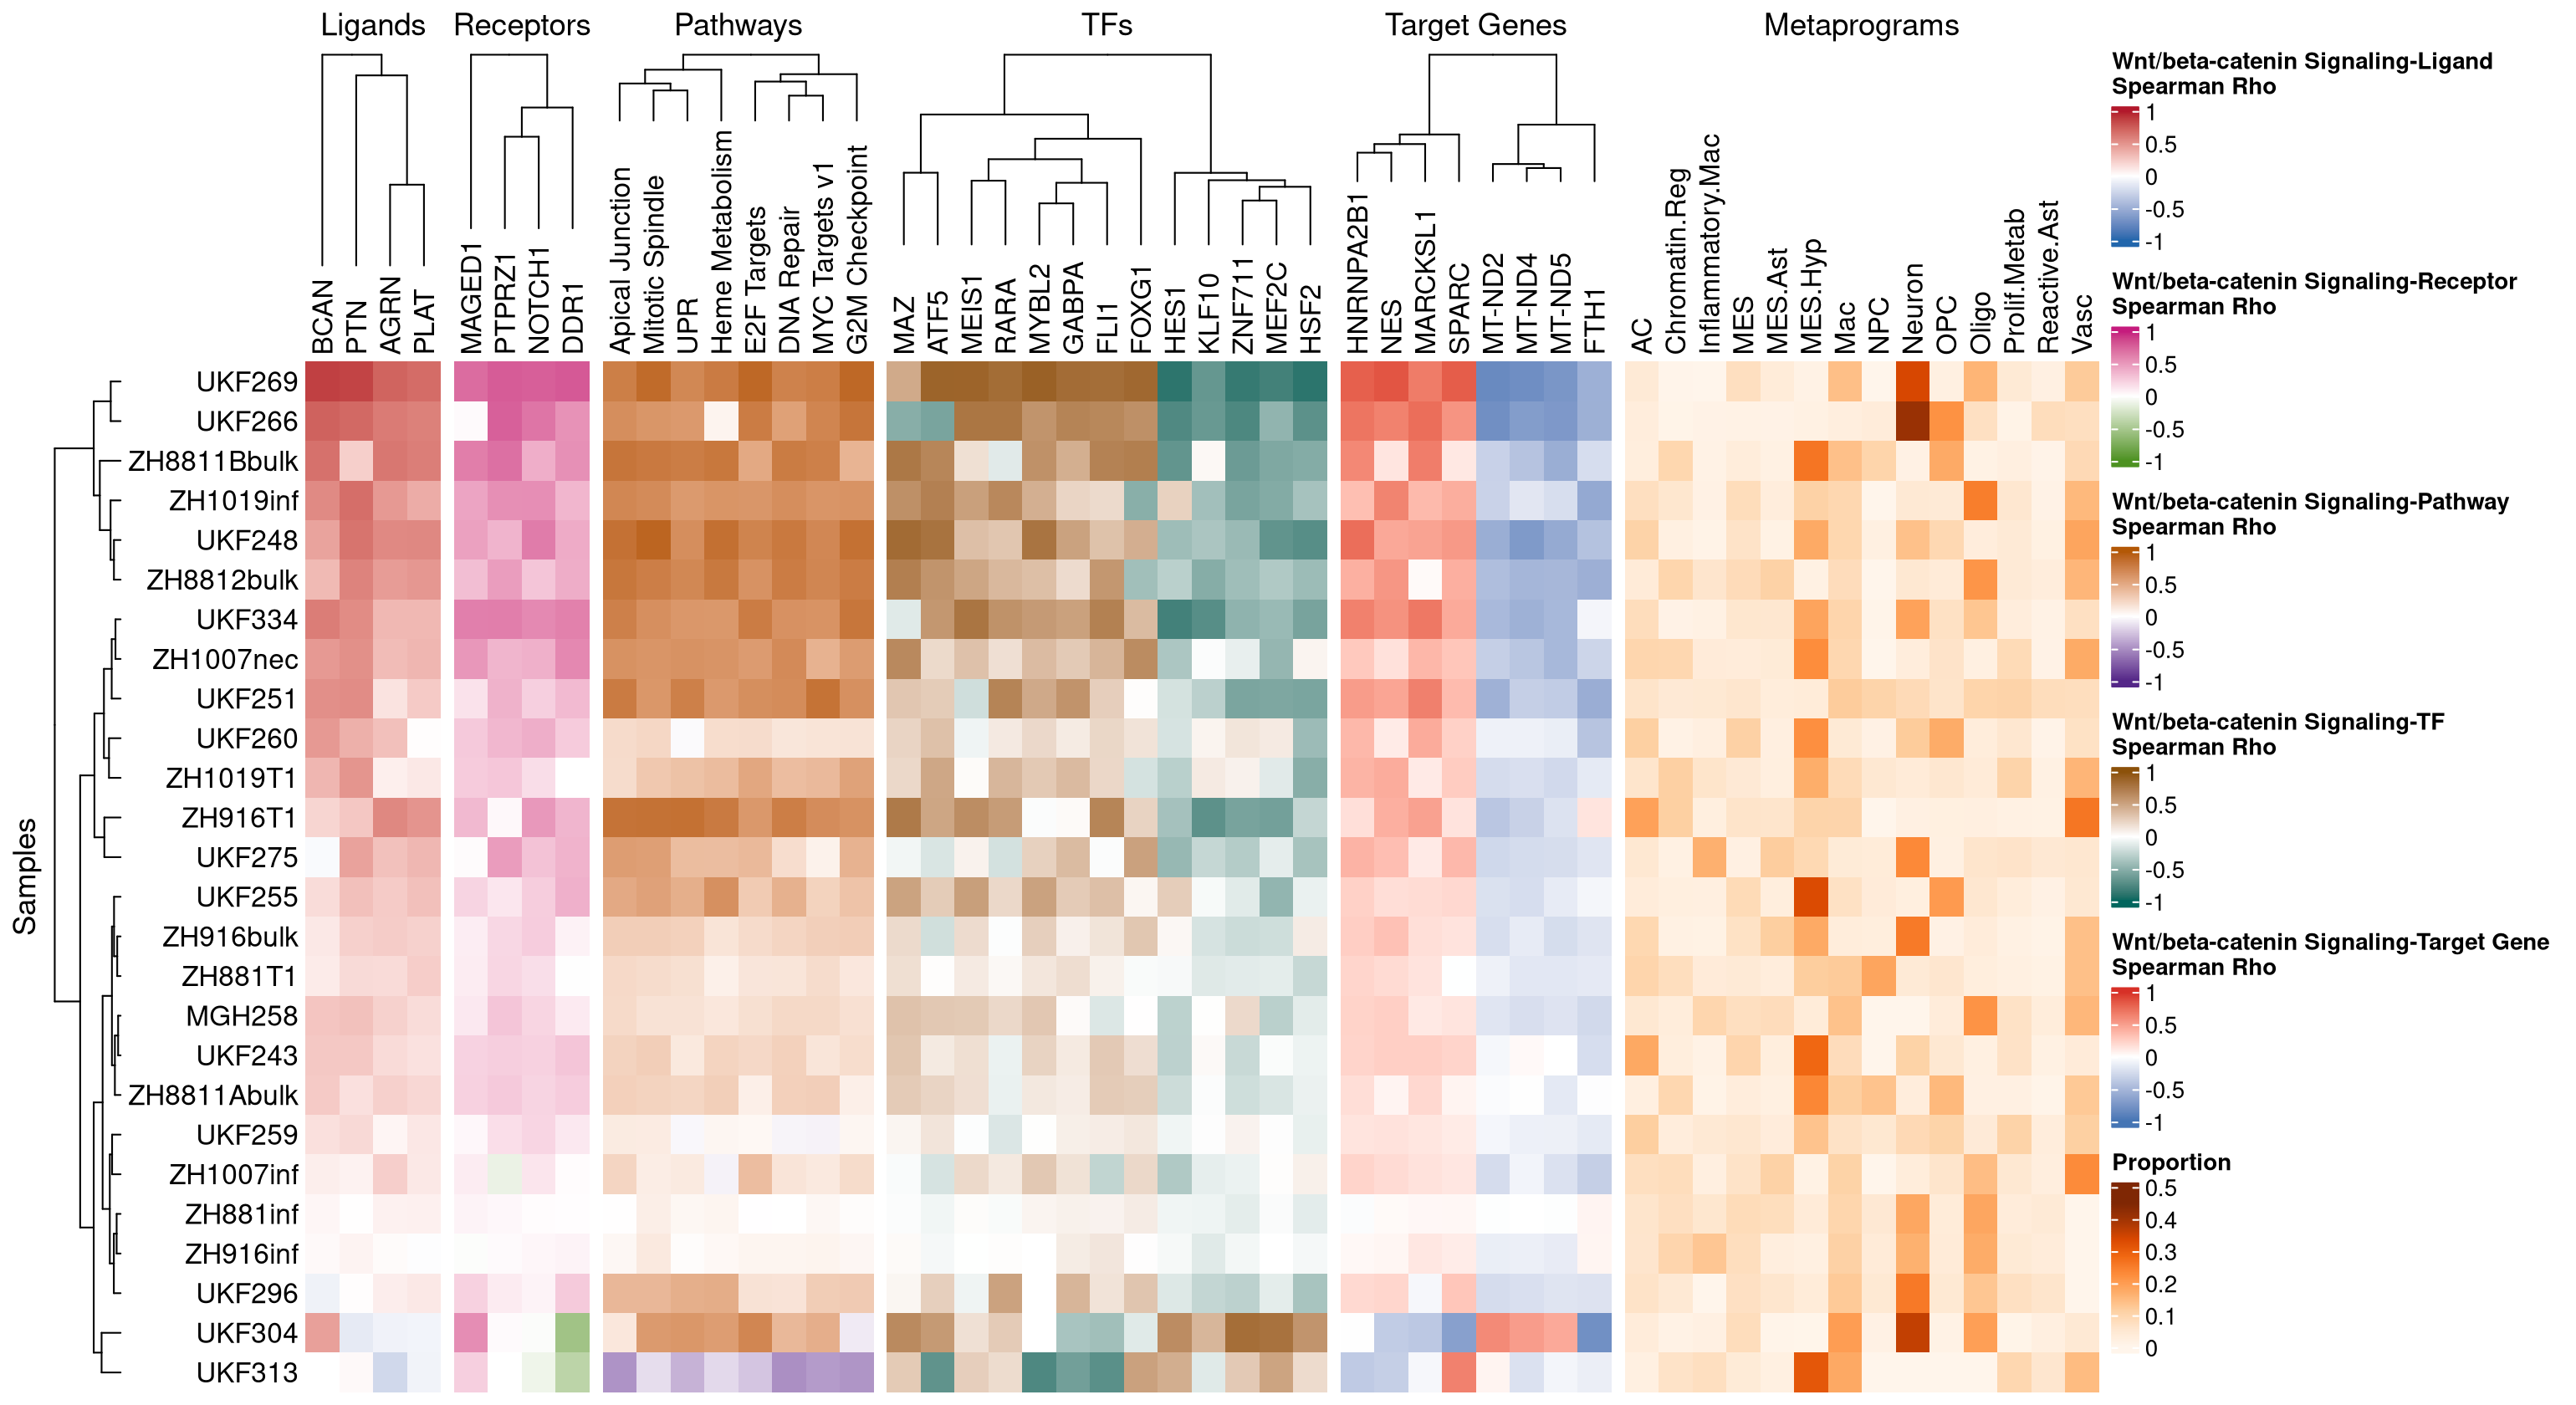 Ligands Receptors Pathways TFs Target Genes Metaprograms
BCAN PTN AGRN PLAT
MAGED1 PTPRZ1 NOTCH1 DDR1
Apical Junction
Mitotic Spindle
UPR
Heme Metabolism
E2F Targets
DNA Repair
MYC Targets v1
G2M Checkpoint
MAZ ATF5 MEIS1 RARA MYBL2 GABPA FLI1 FOXG1 HES1 KLF10 ZNF711 MEF2C HSF2
HNRNPA2B1 NES MARCKSL1 SPARC MT-ND2 MT-ND4 MT-ND5 FTH1
AC
Chromatin.Reg
Inflammatory.Mac
MES
MES.Ast
MES.Hyp
Mac
NPC
Neuron
OPC
Oligo
Prolif.Metab
Reactive.Ast
Vasc
Samples
UKF269
UKF266
ZH8811Bbulk
ZH1019inf
UKF248
ZH8812bulk
UKF334
ZH1007nec
UKF251
UKF260
ZH1019T1
ZH916T1
UKF275
UKF255
ZH916bulk
ZH881T1
MGH258
UKF243
ZH8811Abulk
UKF259
ZH1007inf
ZH881inf
ZH916inf
UKF296
UKF304
UKF313
Wnt/beta-catenin Signaling-Ligand
Spearman Rho
1
0.5
0
-0.5
-1
Wnt/beta-catenin Signaling-Receptor
Spearman Rho
1
0.5
0
-0.5
-1
Wnt/beta-catenin Signaling-Pathway
Spearman Rho
1
0.5
0
-0.5
-1
Wnt/beta-catenin Signaling-TF
Spearman Rho
1
0.5
0
-0.5
-1
Wnt/beta-catenin Signaling-Target Gene
Spearman Rho
1
0.5
0
-0.5
-1
Proportion
0.5
0.4
0.3
0.2
0.1
0